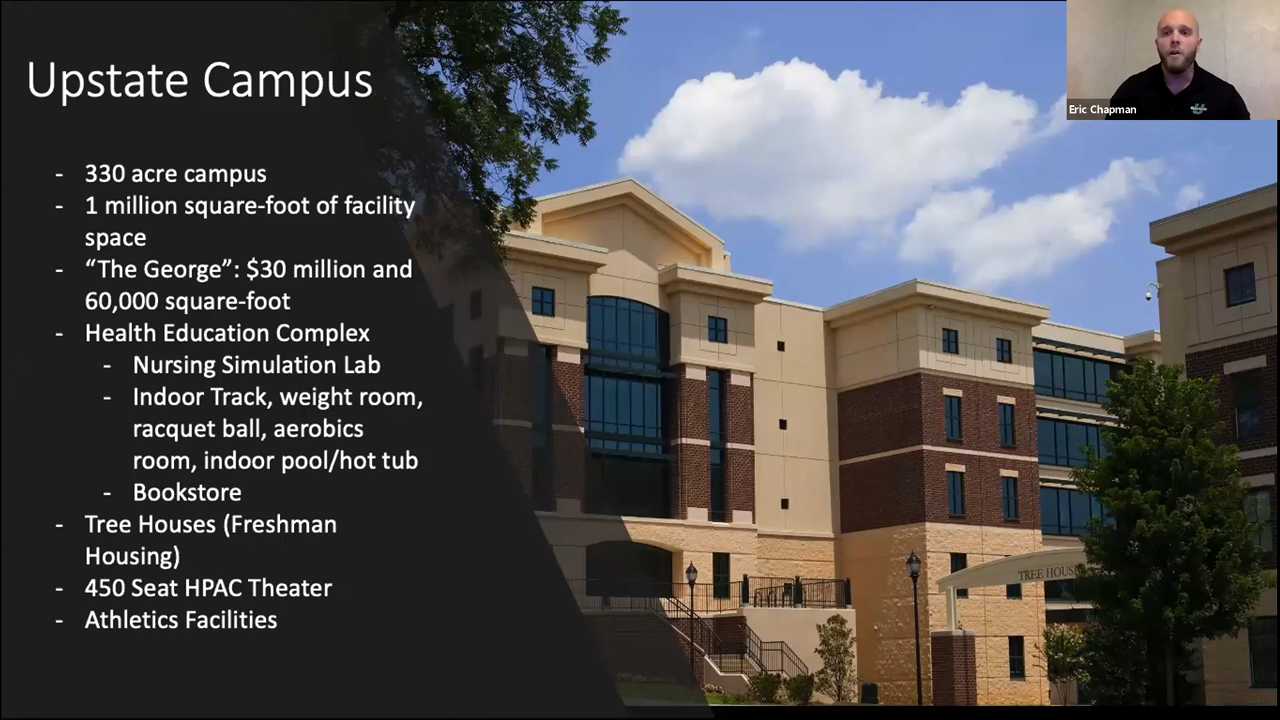 Upstate Campus
- 330 acre campus
- 1 million square-foot of facility
space
- “The George”: $30 million and
60,000 square-foot
- Health Education Complex
- Nursing Simulation Lab
- Indoor Track, weight room,
racquet ball, aerobics
room, indoor pool/hot tub
- Bookstore
- Tree Houses (Freshman
Housing)
- 450 Seat HPAC Theater
- Athletics Facilities
Eric Chapman
TREE HOUS